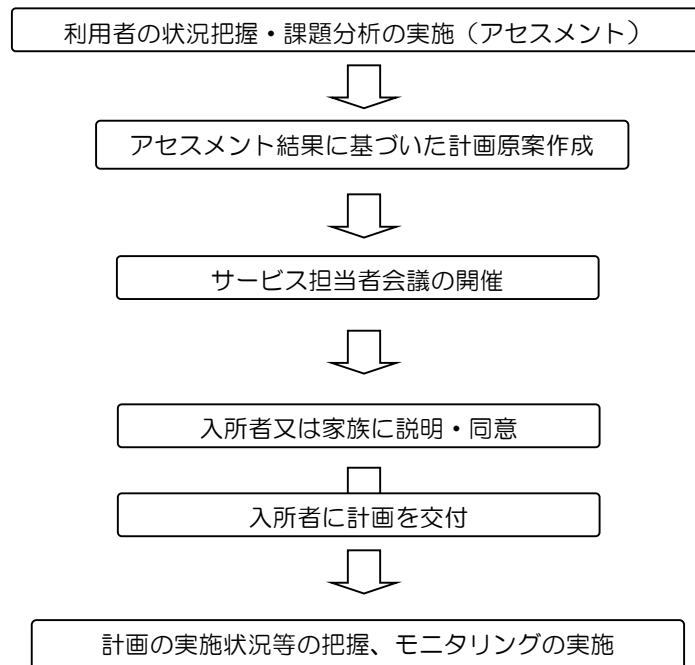 利用者の状況把握・課題分析の実施（アセスメント）
アセスメント結果に基づいた計画原案作成
サービス担当者会議の開催
入所者又は家族に説明・同意
入所者に計画を交付
計画の実施状況等の把握、モニタリングの実施